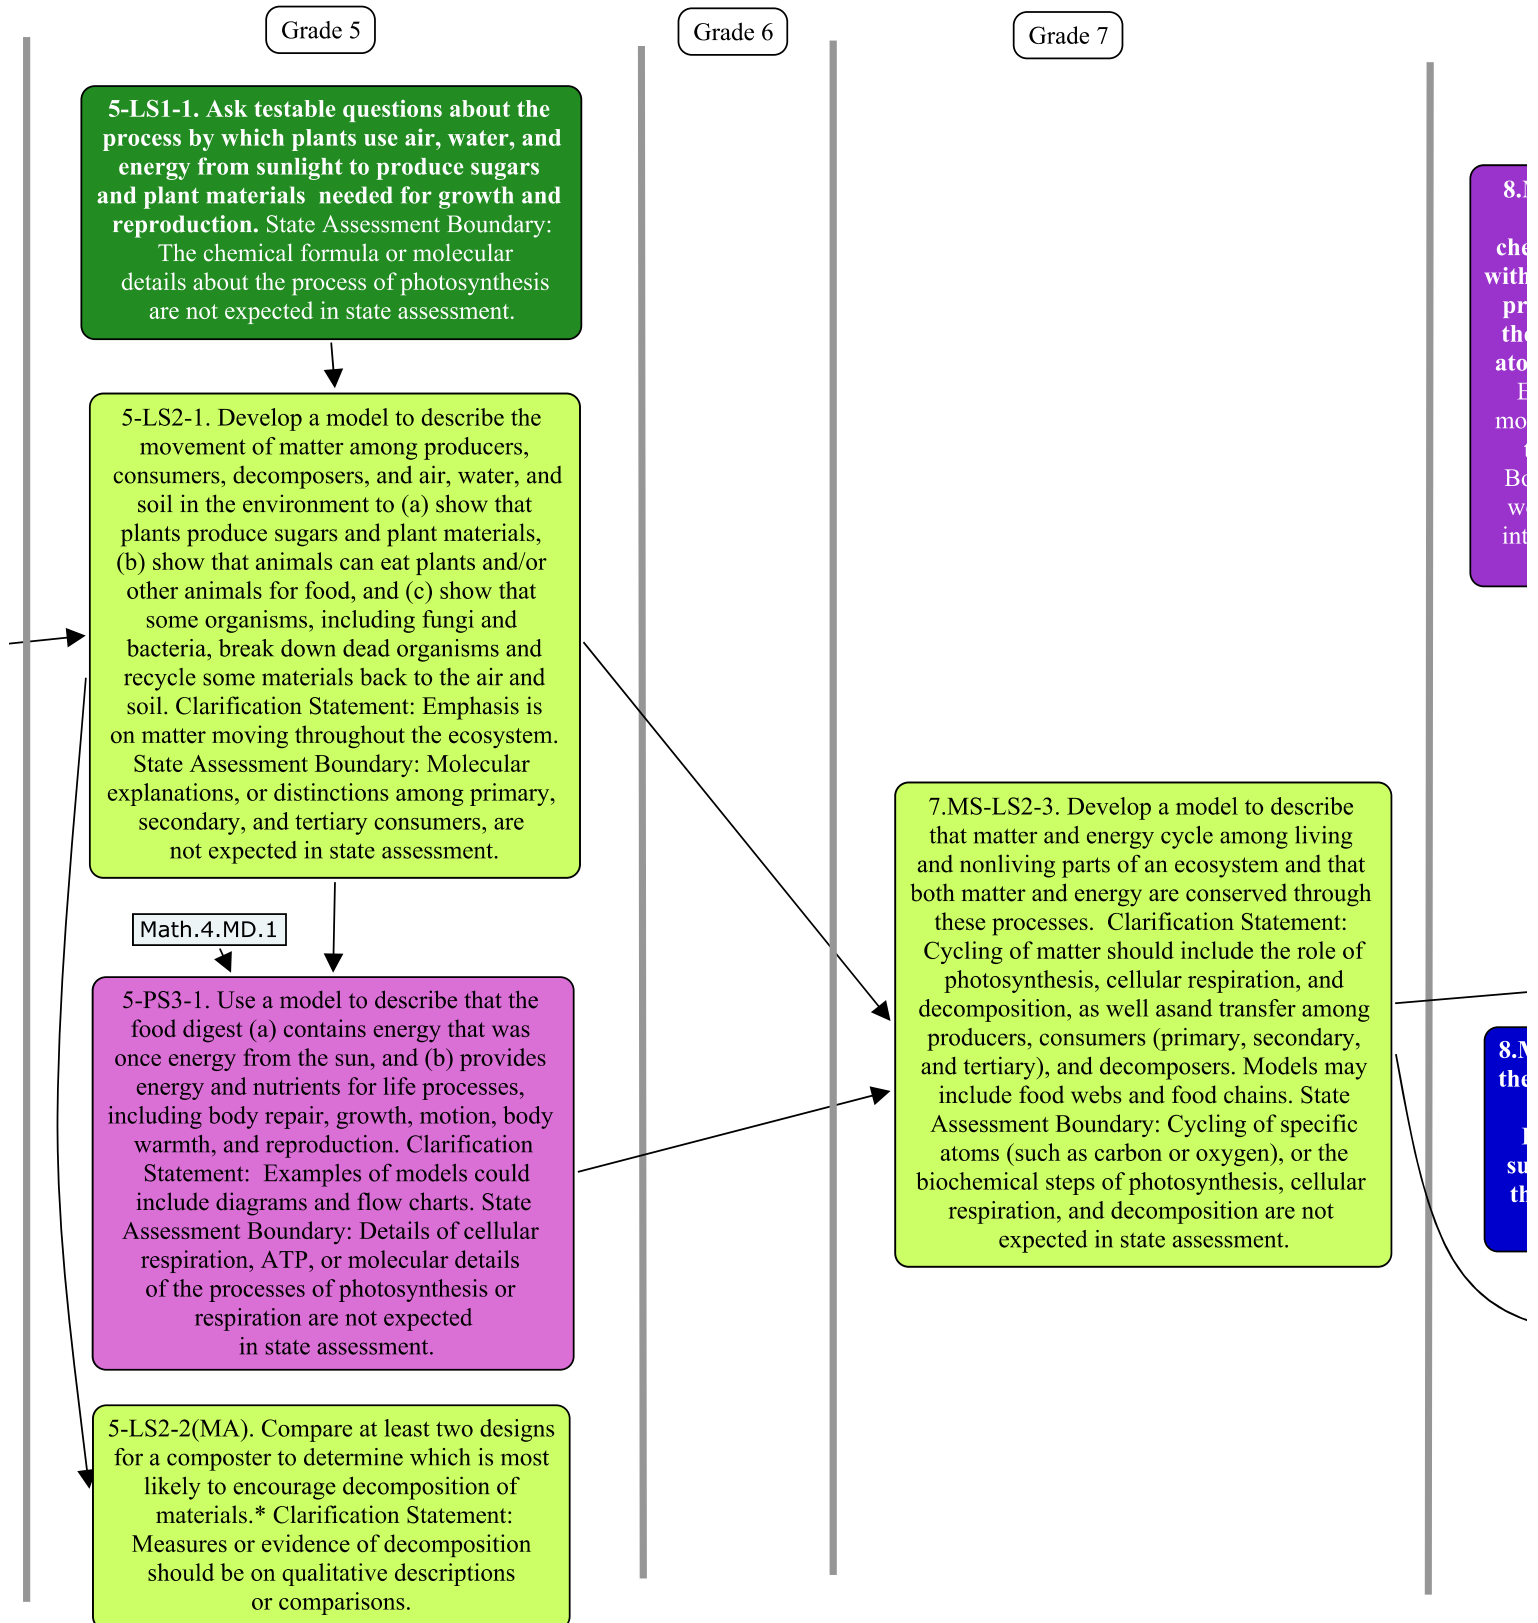 Grade 5
Grade 6
Grade 7
5-LS1-1. Ask testable questions about the
process by which plants use air, water, and
energy from sunlight to produce sugars
and plant materials  needed for growth and
reproduction. State Assessment Boundary:
The chemical formula or molecular
details about the process of photosynthesis
are not expected in state assessment.
5-LS2-1. Develop a model to describe the
movement of matter among producers,
consumers, decomposers, and air, water, and
soil in the environment to (a) show that
plants produce sugars and plant materials,
(b) show that animals can eat plants and/or
other animals for food, and (c) show that
some organisms, including fungi and
bacteria, break down dead organisms and
recycle some materials back to the air and
soil. Clarification Statement: Emphasis is
on matter moving throughout the ecosystem.
State Assessment Boundary: Molecular
explanations, or distinctions among primary,
secondary, and tertiary consumers, are
not expected in state assessment.
Math.4.MD.1
5-PS3-1. Use a model to describe that the
food digest (a) contains energy that was
once energy from the sun, and (b) provides
energy and nutrients for life processes,
including body repair, growth, motion, body
warmth, and reproduction. Clarification
Statement:  Examples of models could
include diagrams and flow charts. State
Assessment Boundary: Details of cellular
respiration, ATP, or molecular details
of the processes of photosynthesis or
respiration are not expected
in state assessment.
5-LS2-2(MA). Compare at least two designs
for a composter to determine which is most
likely to encourage decomposition of
materials.* Clarification Statement:
Measures or evidence of decomposition
should be on qualitative descriptions
or comparisons.
7.MS-LS2-3. Develop a model to describe
that matter and energy cycle among living
and nonliving parts of an ecosystem and that
both matter and energy are conserved through
these processes.  Clarification Statement:
Cycling of matter should include the role of
photosynthesis, cellular respiration, and
decomposition, as well asand transfer among
producers, consumers (primary, secondary,
and tertiary), and decomposers. Models may
include food webs and food chains. State
Assessment Boundary: Cycling of specific
atoms (such as carbon or oxygen), or the
biochemical steps of photosynthesis, cellular
respiration, and decomposition are not
expected in state assessment.
with
the